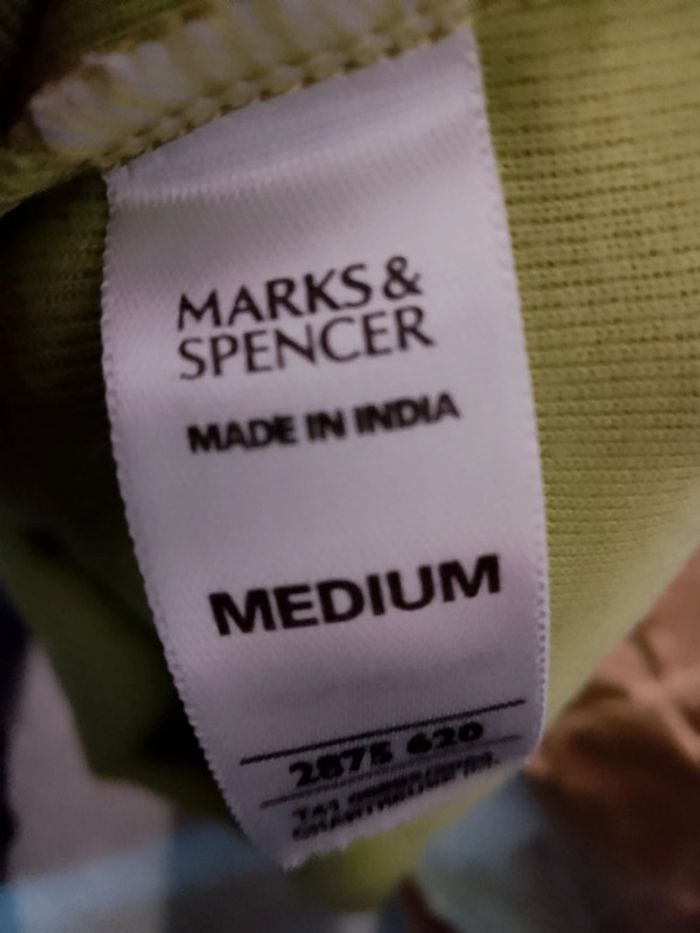 MARKS &
SPENCER
MADE IN INDIA
MEDIUM
2875 620